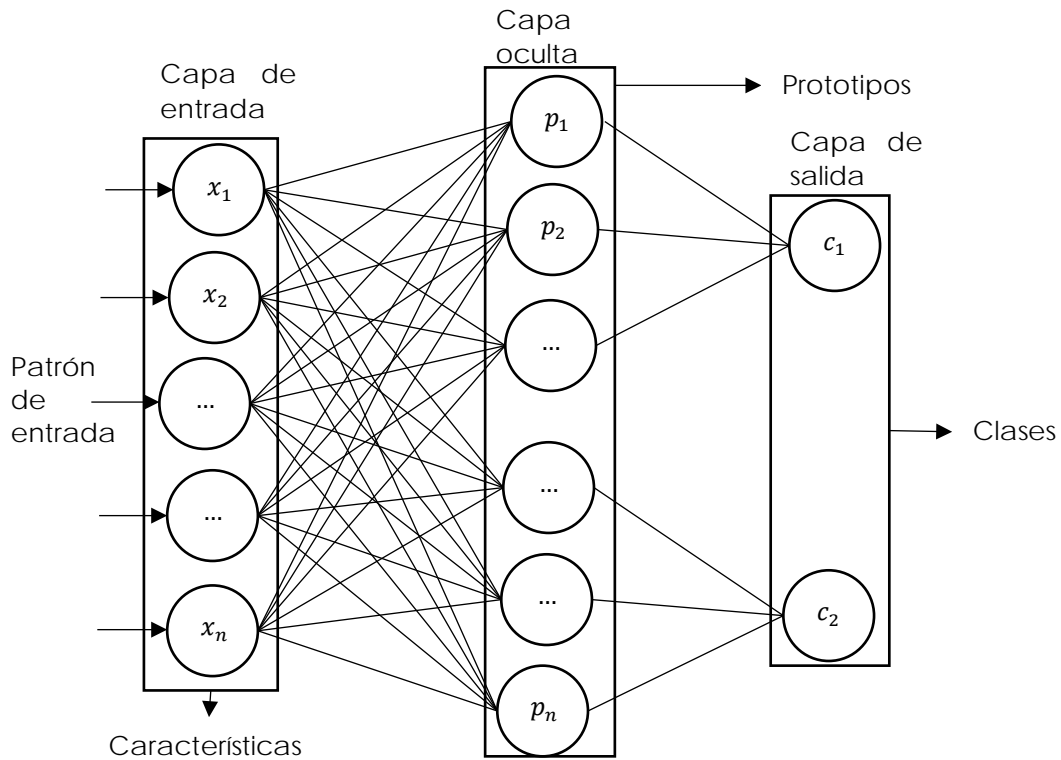 Capa
oculta
Capa de
entrada
Prototipos
Capa de
salida
Patrón
de
entrada
x₁
x₂
...
...
xₙ
p₁
p₂
...
...
...
pₙ
c₁
c₂
Clases
Características